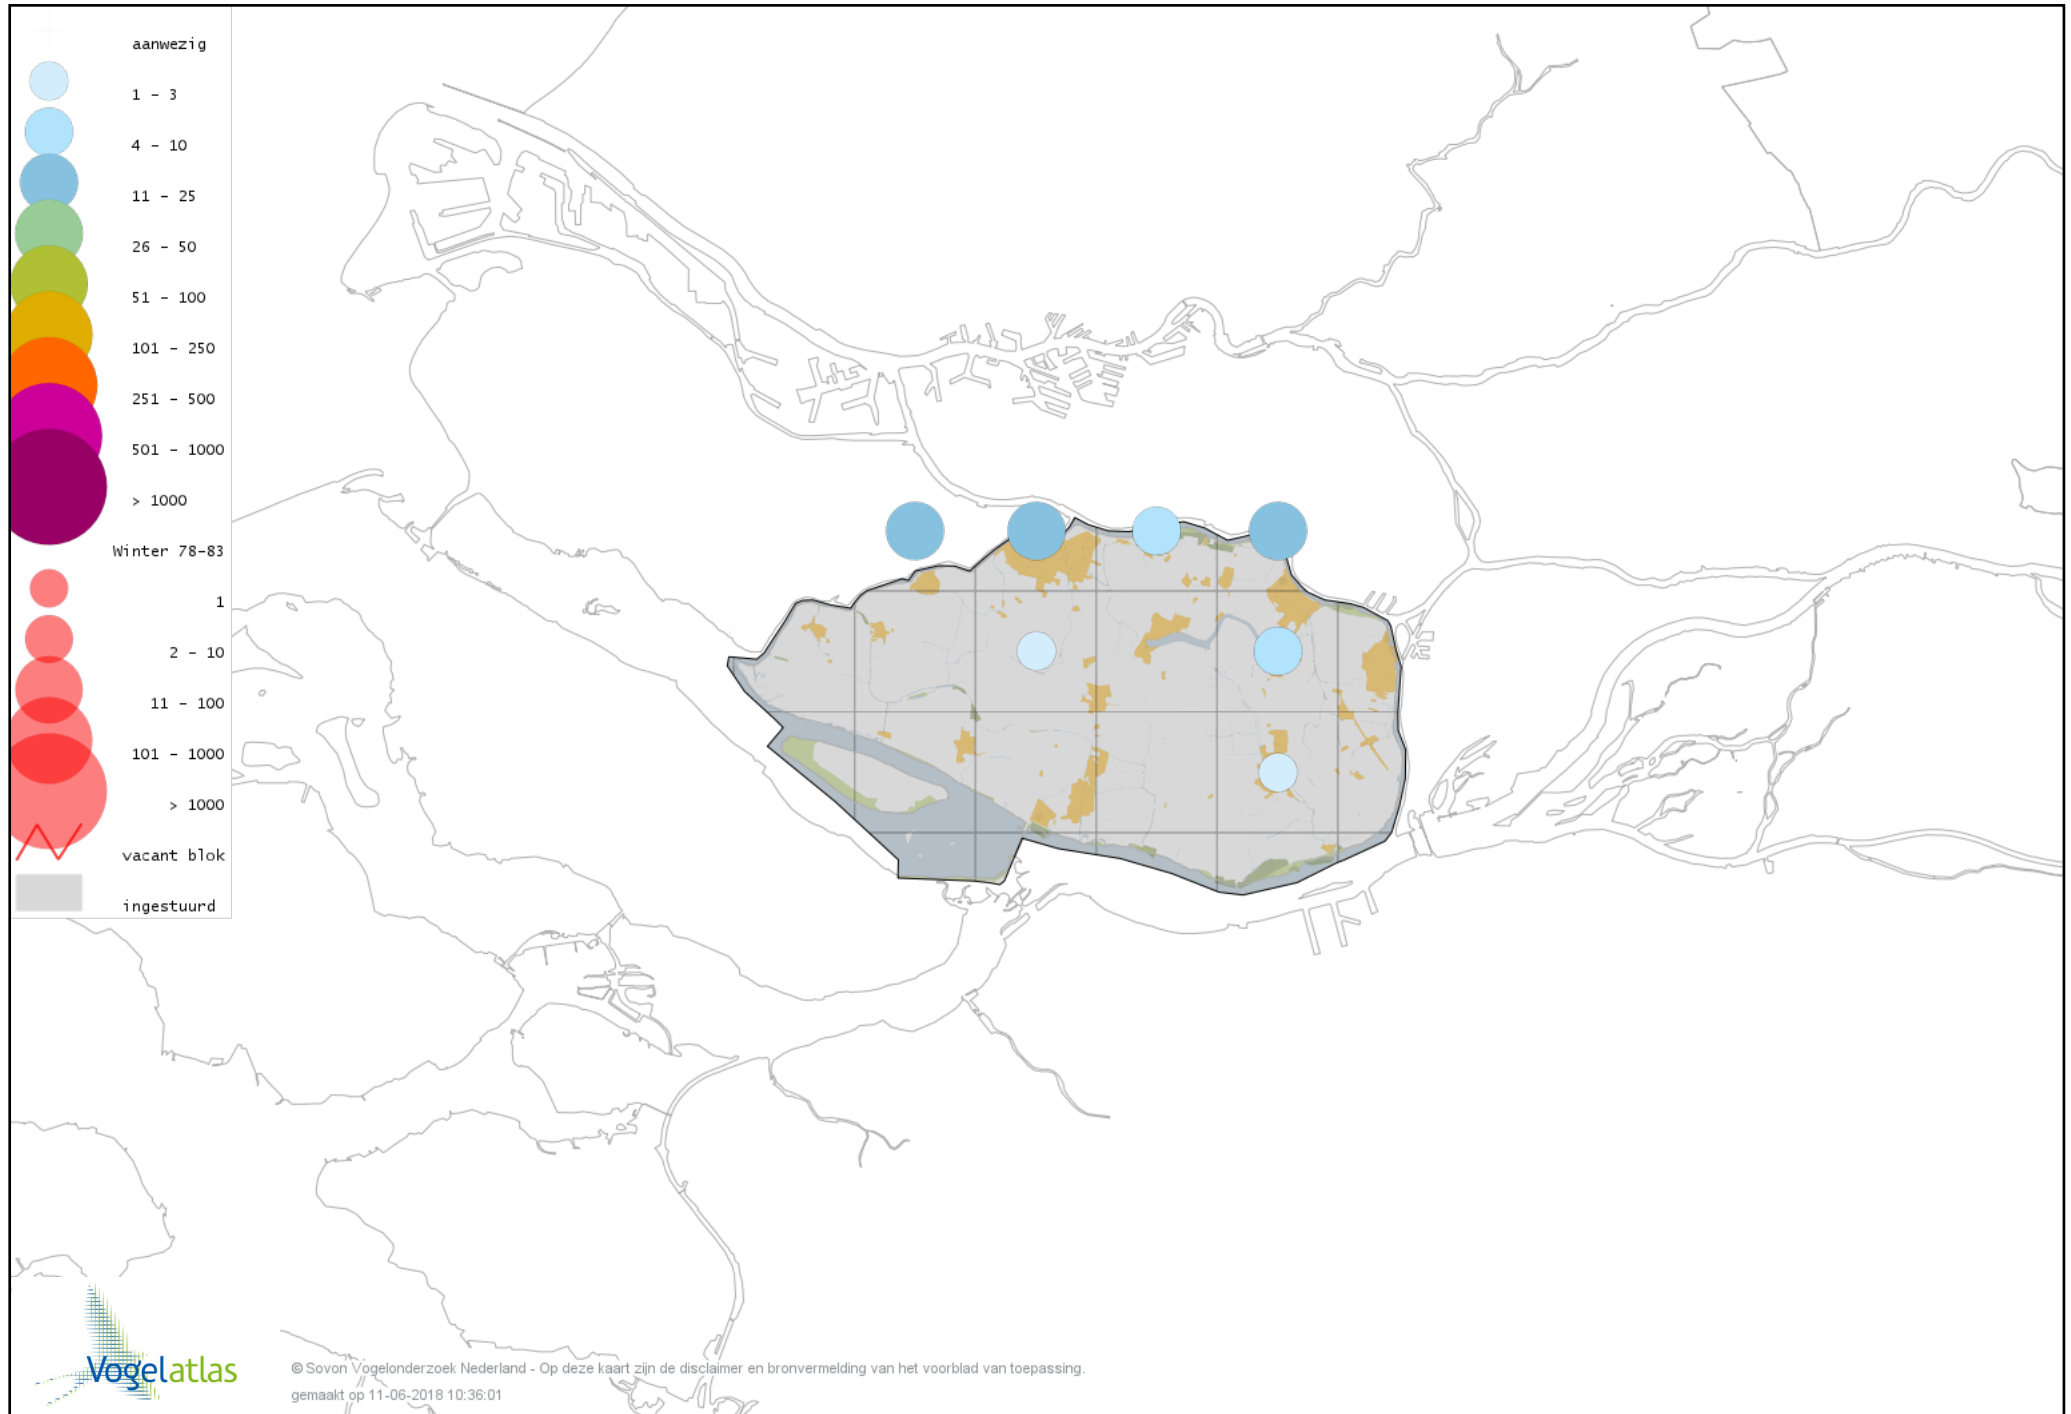 aanwezig
1 - 3
4 - 10
11 - 25
26 - 50
51 - 100
101 - 250
251 - 500
501 - 1000
> 1000
Winter 78-83
1
2 - 10
11 - 100
101 - 1000
> 1000
vacant blok
ingestuurd
Vogelatlas
© Sovon Vogelonderzoek Nederland - Op deze kaart zijn de disclaimer en bronvermelding van het voorblad van toepassing.
gemaakt op 11-06-2018 10:36:01